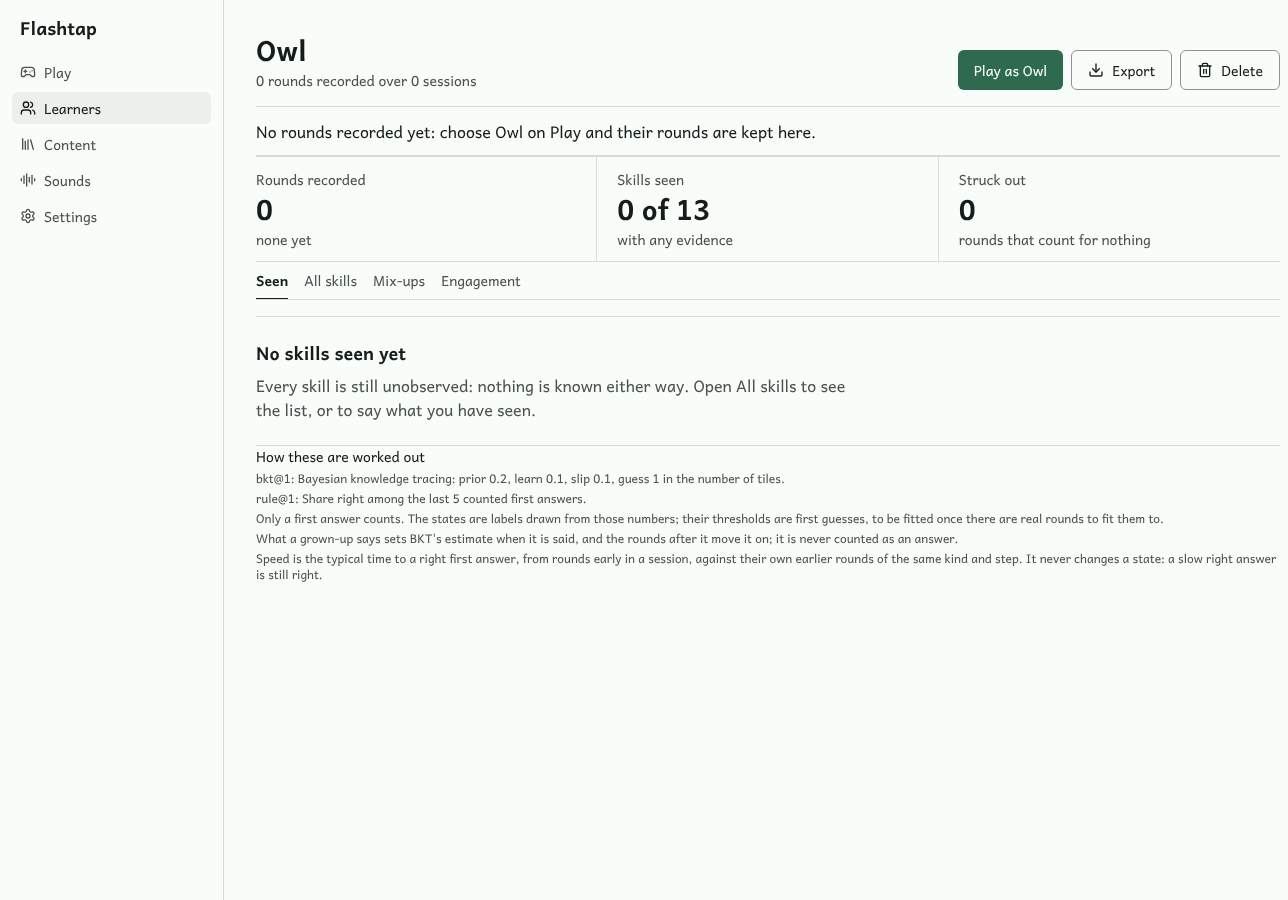 Flashtap
Play
Learners
Content
Sounds
Settings
Owl
0 rounds recorded over 0 sessions
Play as Owl
Export
Delete
No rounds recorded yet: choose Owl on Play and their rounds are kept here.
Rounds recorded
0
none yet
Skills seen
0 of 13
with any evidence
Struck out
0
rounds that count for nothing
Seen
All skills
Mix-ups
Engagement
No skills seen yet
Every skill is still unobserved: nothing is known either way. Open All skills to see
the list, or to say what you have seen.
How these are worked out
bkt@1: Bayesian knowledge tracing: prior 0.2, learn 0.1, slip 0.1, guess 1 in the number of tiles.
rule@1: Share right among the last 5 counted first answers.
Only a first answer counts. The states are labels drawn from those numbers; their thresholds are first guesses, to be fitted once there are real rounds to fit them to.
What a grown-up says sets BKT's estimate when it is said, and the rounds after it move it on; it is never counted as an answer.
Speed is the typical time to a right first answer, from rounds early in a session, against their own earlier rounds of the same kind and step. It never changes a state: a slow right answer
is still right.